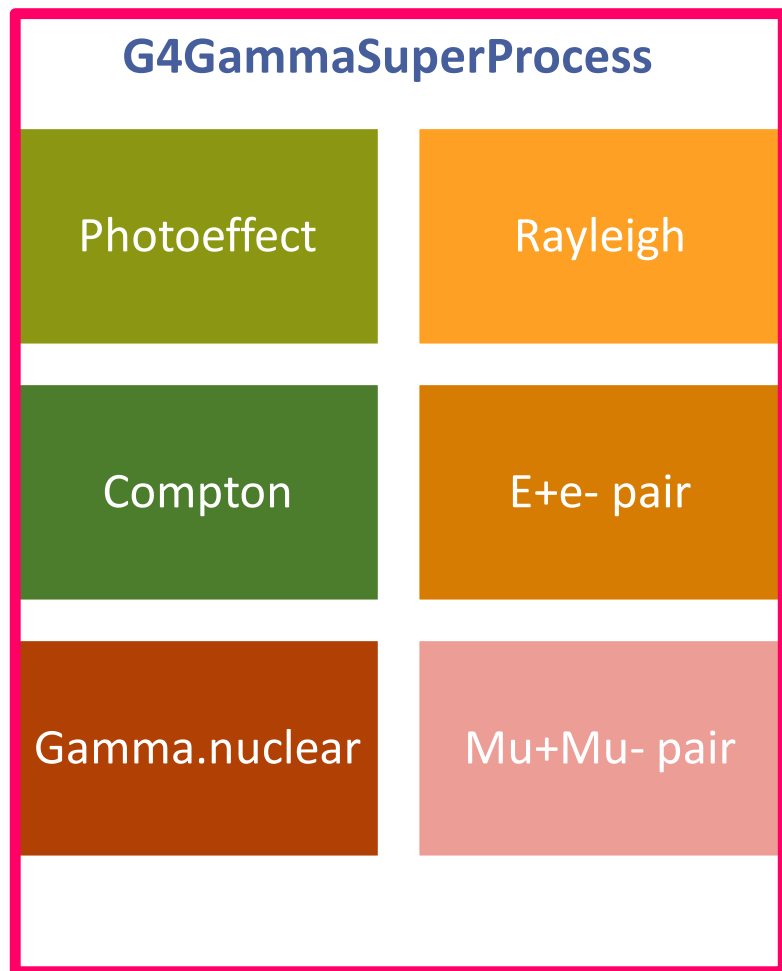 G4GammaSuperProcess
Photoeffect
Rayleigh
Compton
E+e- pair
Gamma.nuclear
Mu+Mu- pair